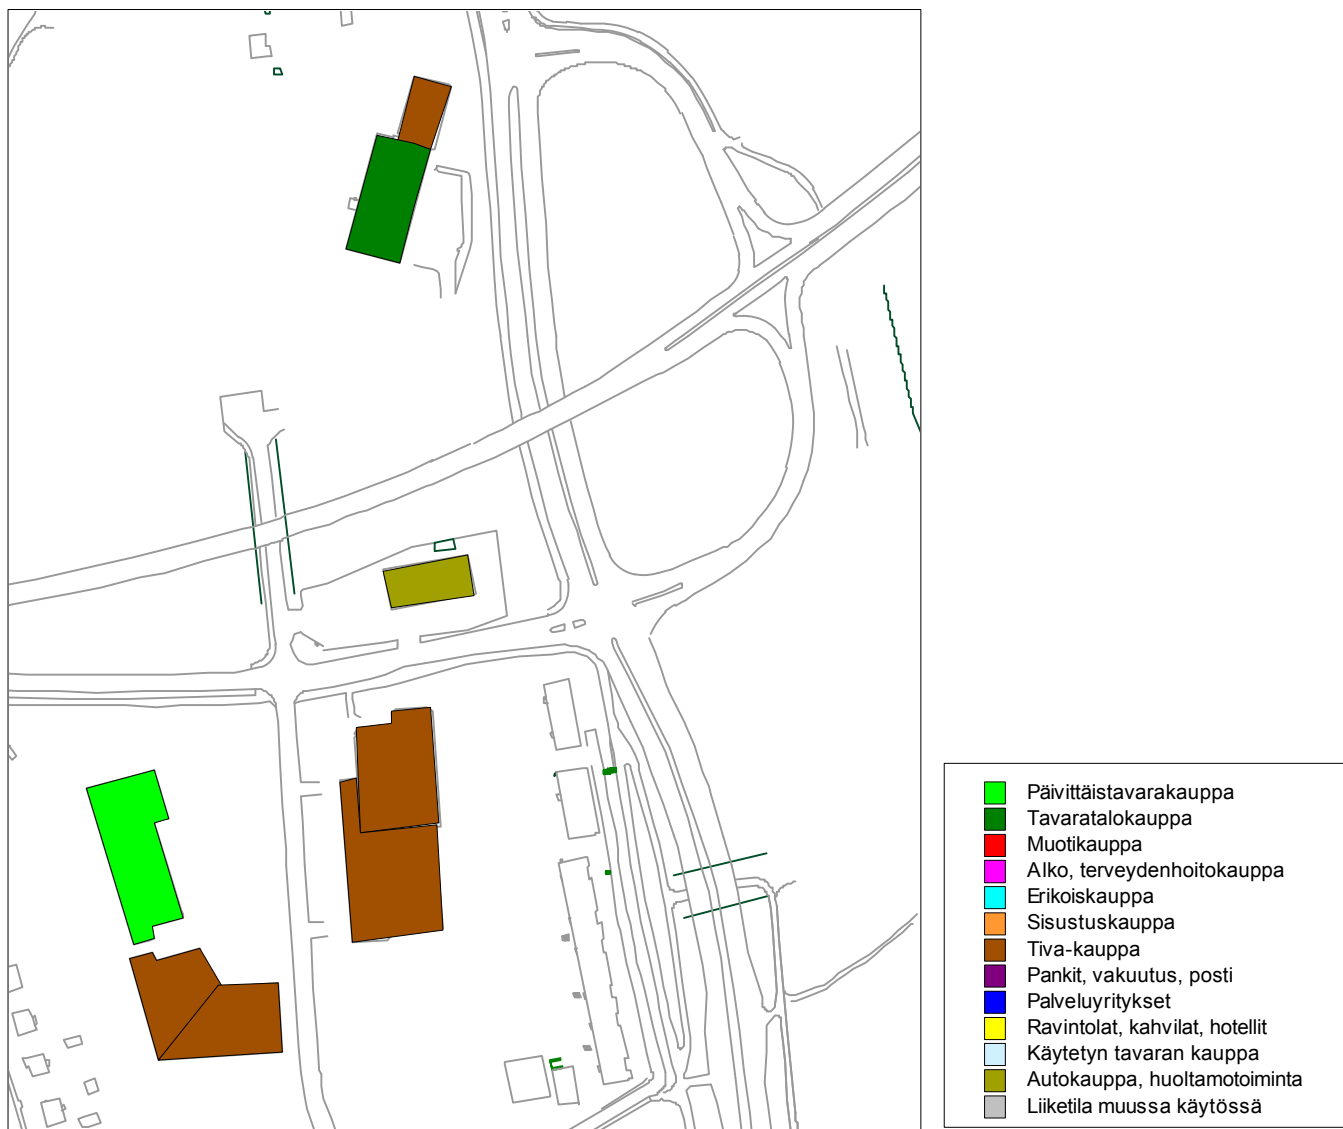 Päivittäistavarakauppa
Tavaratalokauppa
Muotikauppa
Alko, terveydenhoitokauppa
Erikoiskauppa
Sisustuskauppa
Tiva-kauppa
Pankit, vakuutus, posti
Palveluyritykset
Ravintolat, kahvilat, hotellit
Käytetyn tavaran kauppa
Autokauppa, huoltamotoiminta
Liiketila muussa käytössä